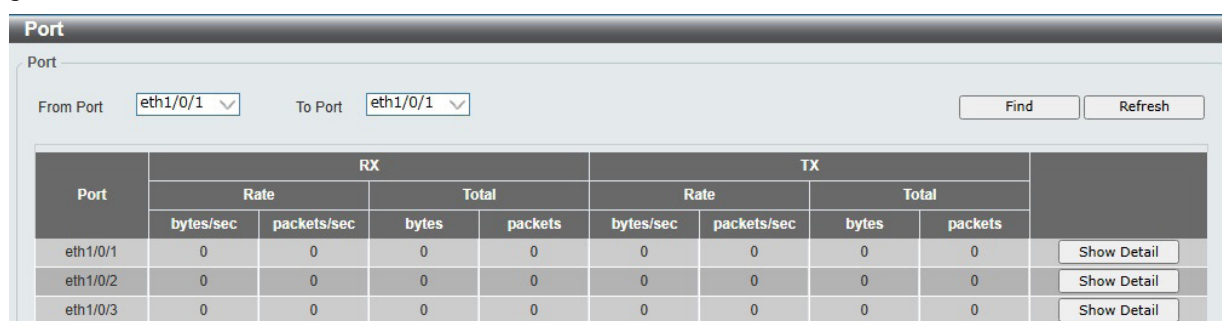 Port
Port
From Port eth1/0/1 To Port eth1/0/1 Find Refresh
RX TX
Port Rate Total Rate Total
bytes/sec packets/sec bytes packets bytes/sec packets/sec bytes packets
eth1/0/1 0 0 0 0 0 0 0 0 Show Detail
eth1/0/2 0 0 0 0 0 0 0 0 Show Detail
eth1/0/3 0 0 0 0 0 0 0 0 Show Detail